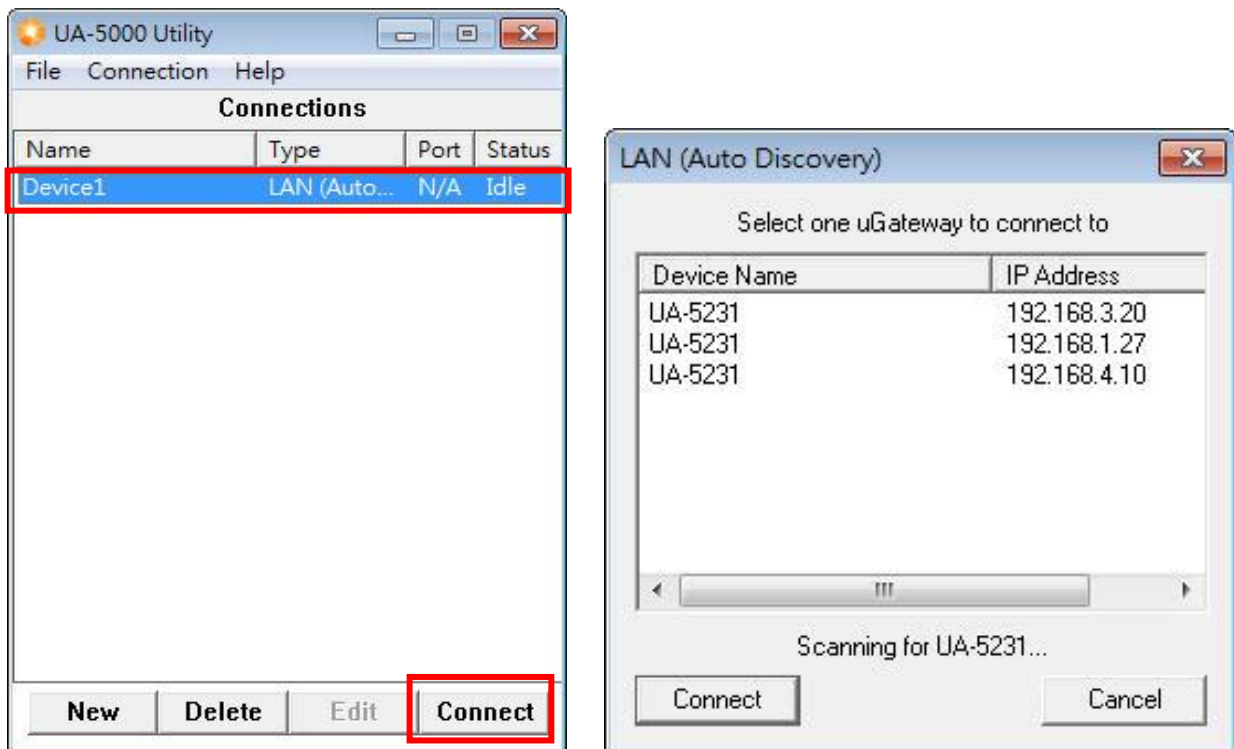 UA-5000 Utility
File Connection Help
Connections
Name Type Port Status
Device1 LAN (Auto... N/A Idle
New Delete Edit Connect
LAN (Auto Discovery)
Select one uGateway to connect to
Device Name IP Address
UA-5231 192.168.3.20
UA-5231 192.168.1.27
UA-5231 192.168.4.10
Scanning for UA-5231...
Connect Cancel